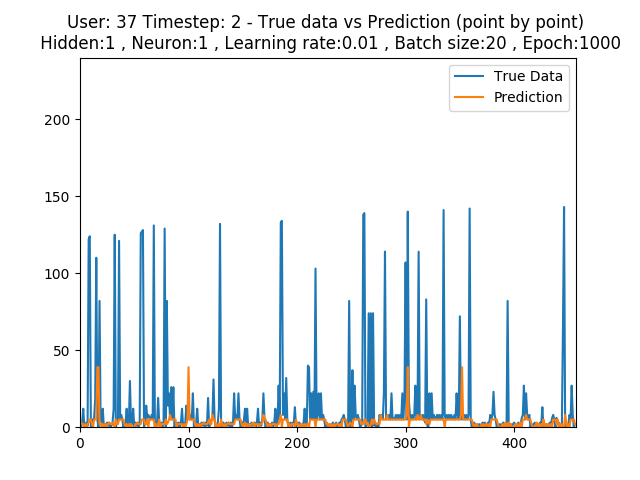 User: 37 Timestep: 2 - True data vs Prediction (point by point)
Hidden:1 , Neuron:1 , Learning rate:0.01 , Batch size:20 , Epoch:1000
True Data
Prediction
200
150
100
50
0
0 100 200 300 400